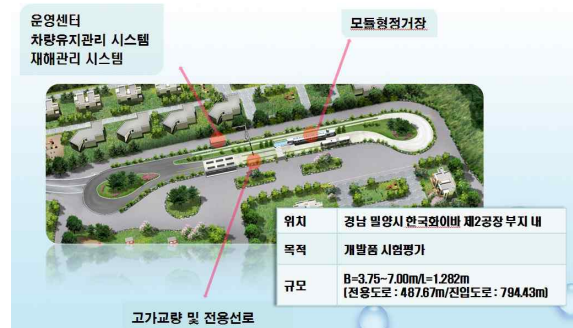 운영센터
차량유지관리 시스템
재해관리 시스템
모듈형정거장
위치 경남 밀양시 한국화이바 제2공장 부지 내
목적 개발품 시험평가
규모 B=3.75~7.00m/L=1.282m
(전용도로 : 487.67m/진입도로 : 794.43m)
고가교량 및 전용선로